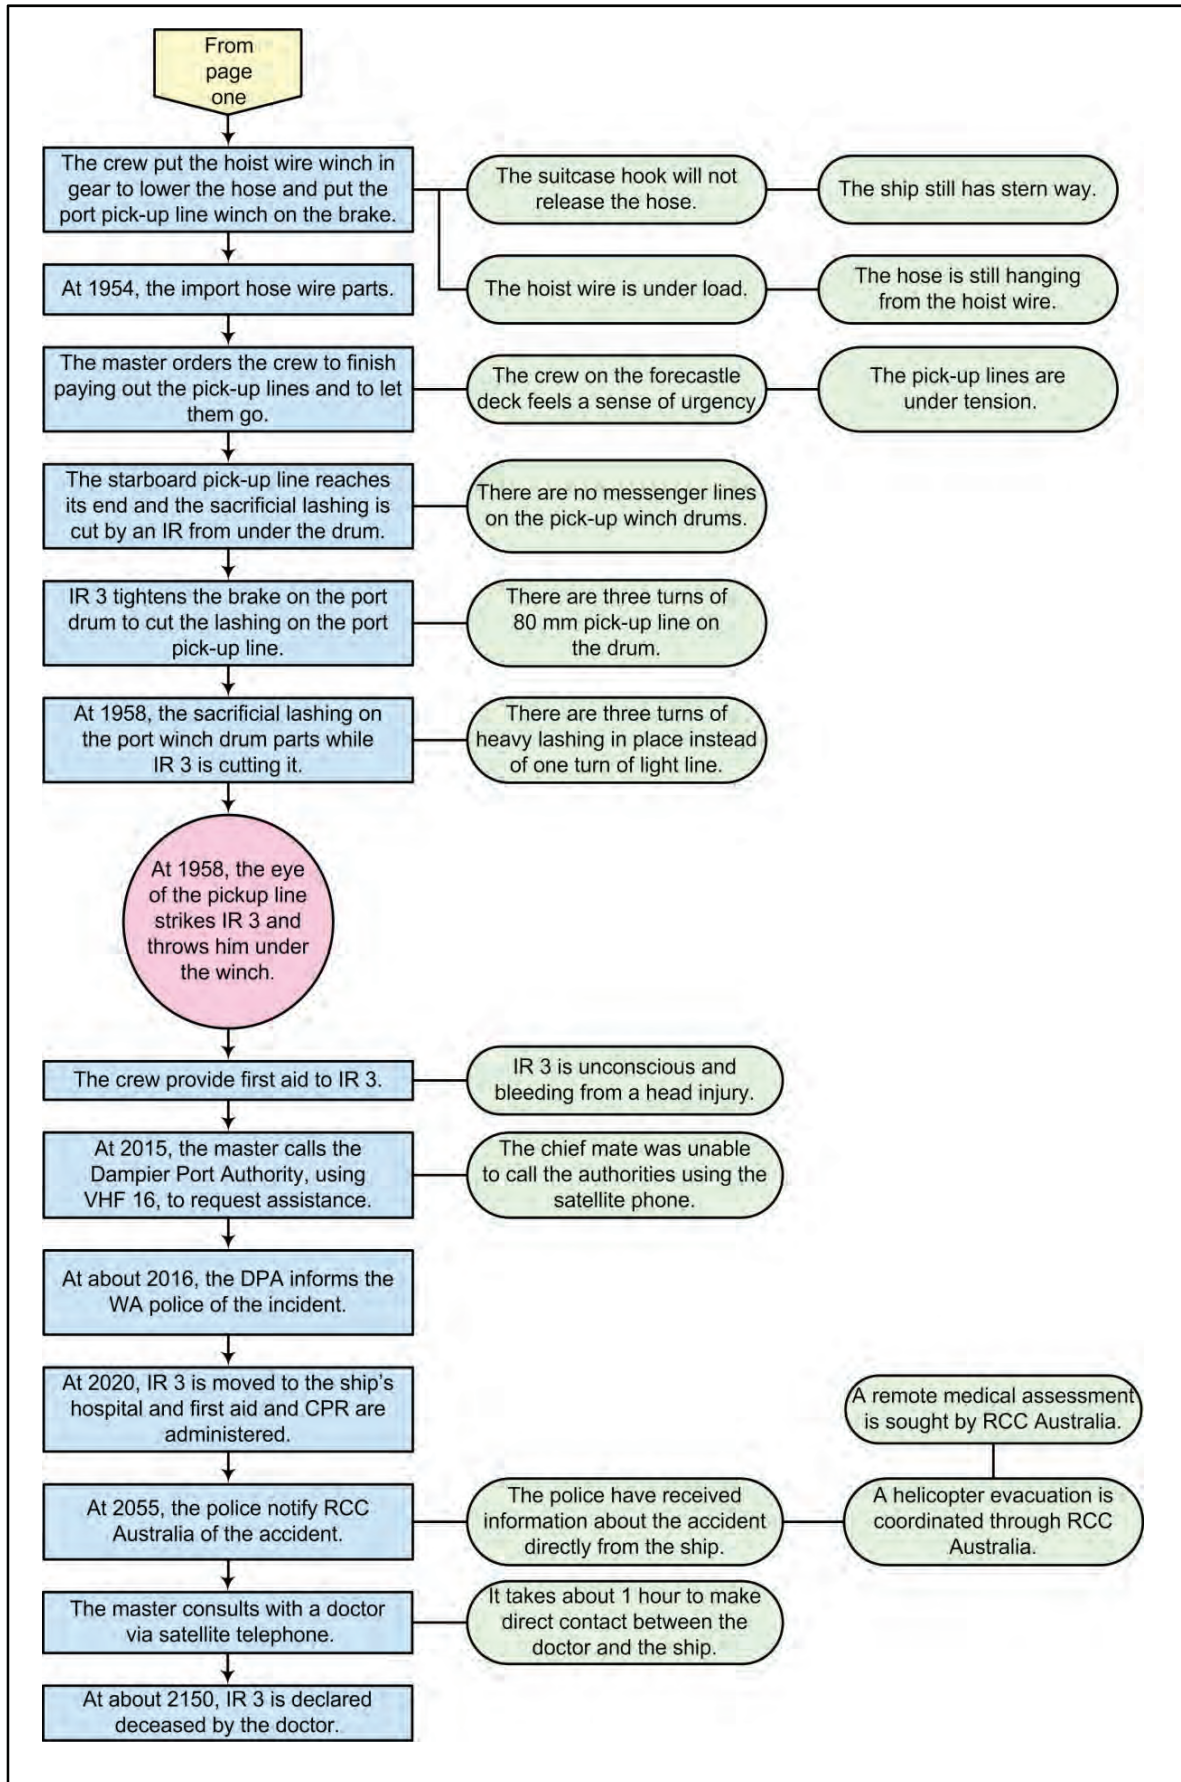 From
page
one
The crew put the hoist wire winch in
gear to lower the hose and put the
port pick-up line winch on the brake.
The suitcase hook will not
release the hose.
The ship still has stern way.
At 1954, the import hose wire parts.
The hoist wire is under load.
The hose is still hanging
from the hoist wire.
The master orders the crew to finish
paying out the pick-up lines and to let
them go.
The crew on the forecastle
deck feels a sense of urgency
The pick-up lines are
under tension.
The starboard pick-up line reaches
its end and the sacrificial lashing is
cut by an IR from under the drum.
There are no messenger lines
on the pick-up winch drums.
IR 3 tightens the brake on the port
drum to cut the lashing on the port
pick-up line.
There are three turns of
80 mm pick-up line on
the drum.
At 1958, the sacrificial lashing on
the port winch drum parts while
IR 3 is cutting it.
There are three turns of
heavy lashing in place instead
of one turn of light line.
At 1958, the eye
of the pickup line
strikes IR 3 and
throws him under
the winch.
The crew provide first aid to IR 3.
IR 3 is unconscious and
bleeding from a head injury.
At 2015, the master calls the
Dampier Port Authority, using
VHF 16, to request assistance.
The chief mate was unable
to call the authorities using the
satellite phone.
At about 2016, the DPA informs the
WA police of the incident.
At 2020, IR 3 is moved to the ship's
hospital and first aid and CPR are
administered.
A remote medical assessment
is sought by RCC Australia.
At 2055, the police notify RCC
Australia of the accident.
The police have received
information about the accident
directly from the ship.
A helicopter evacuation is
coordinated through RCC
Australia.
The master consults with a doctor
via satellite telephone.
It takes about 1 hour to make
direct contact between the
doctor and the ship.
At about 2150, IR 3 is declared
deceased by the doctor.